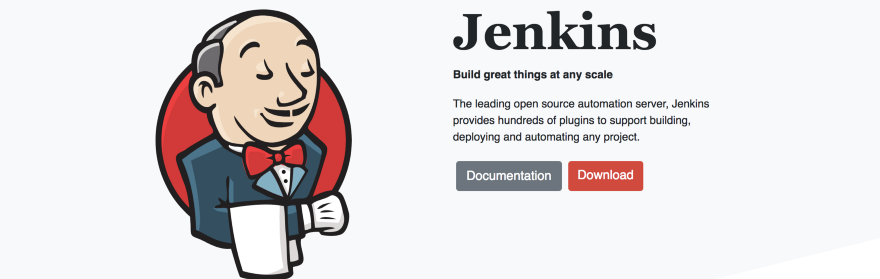 Jenkins
Build great things at any scale
The leading open source automation server, Jenkins
provides hundreds of plugins to support building,
deploying and automating any project.
Documentation
Download